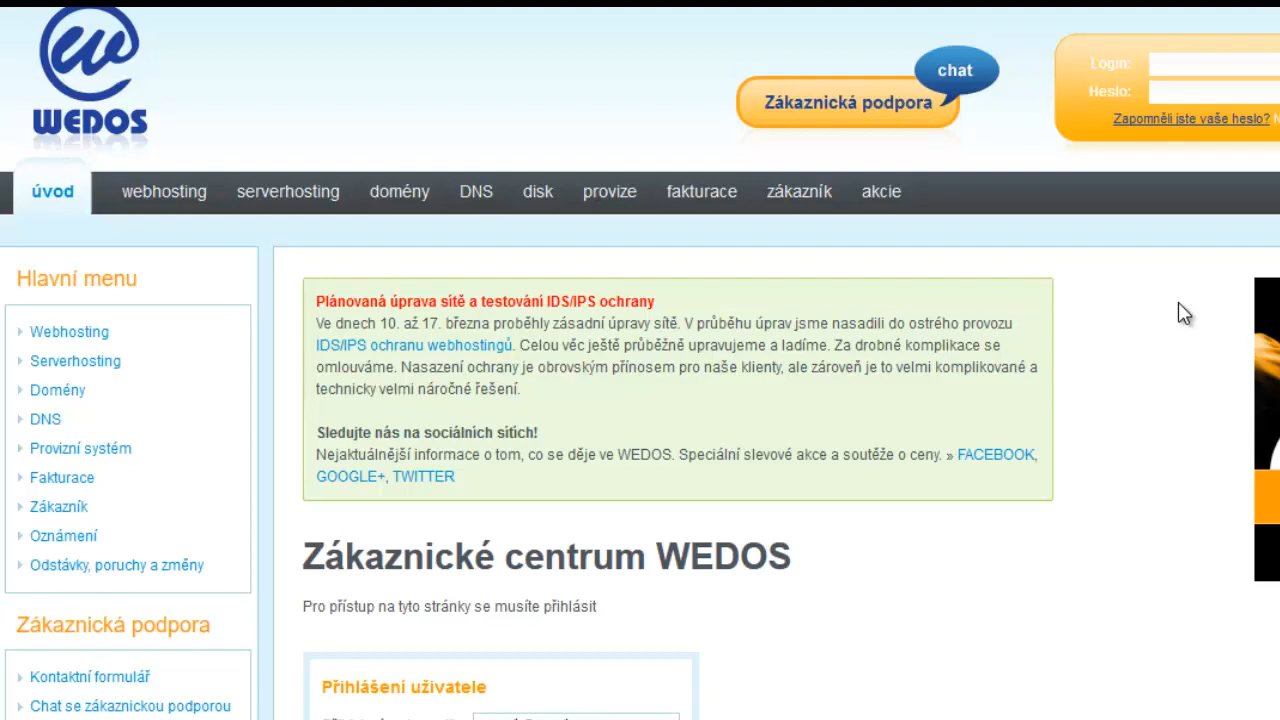 WEDOS
chat
Zákaznická podpora
Login:
Heslo:
Zapomněli jste vaše heslo?
úvod webhosting serverhosting domény DNS disk provize fakturace zákazník akcie
Hlavní menu
Webhosting
Serverhosting
Domény
DNS
Provizní systém
Fakturace
Zákazník
Oznámení
Odstávky, poruchy a změny
Zákaznická podpora
Kontaktní formulář
Chat se zákaznickou podporou
Plánovaná úprava sítě a testování IDS/IPS ochrany
Ve dnech 10. až 17. března proběhly zásadní úpravy sítě. V průběhu úprav jsme nasadili do ostrého provozu
IDS/IPS ochranu webhostingů. Celou věc ještě průběžně upravujeme a ladíme. Za drobné komplikace se
omlouváme. Nasazení ochrany je obrovským přínosem pro naše klienty, ale zároveň je to velmi komplikované a
technicky velmi náročné řešení.
Sledujte nás na sociálních sítích!
Nejaktuálnější informace o tom, co se děje ve WEDOS. Speciální slevové akce a soutěže o ceny. » FACEBOOK,
GOOGLE+, TWITTER
Zákaznické centrum WEDOS
Pro přístup na tyto stránky se musíte přihlásit
Přihlášení uživatele